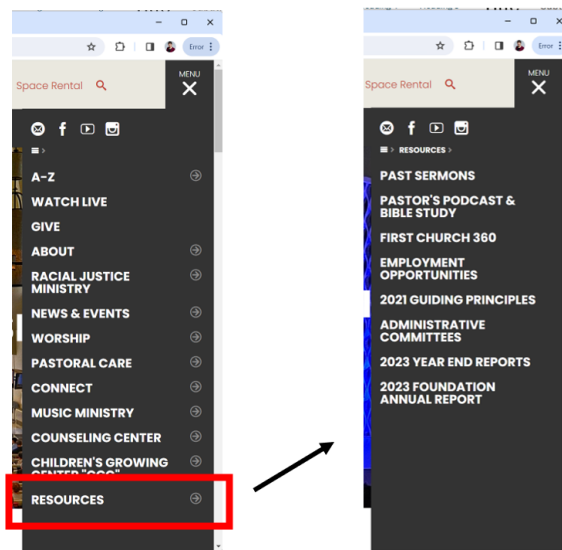 Error
Space Rental
MENU
A-Z
WATCH LIVE
GIVE
ABOUT
RACIAL JUSTICE
MINISTRY
NEWS & EVENTS
WORSHIP
PASTORAL CARE
CONNECT
MUSIC MINISTRY
COUNSELING CENTER
CHILDREN'S GROWING
CENTER "CGC"
RESOURCES
Error
Space Rental
MENU
RESOURCES
PAST SERMONS
PASTOR'S PODCAST &
BIBLE STUDY
FIRST CHURCH 360
EMPLOYMENT
OPPORTUNITIES
2021 GUIDING PRINCIPLES
ADMINISTRATIVE
COMMITTEES
2023 YEAR END REPORTS
2023 FOUNDATION
ANNUAL REPORT